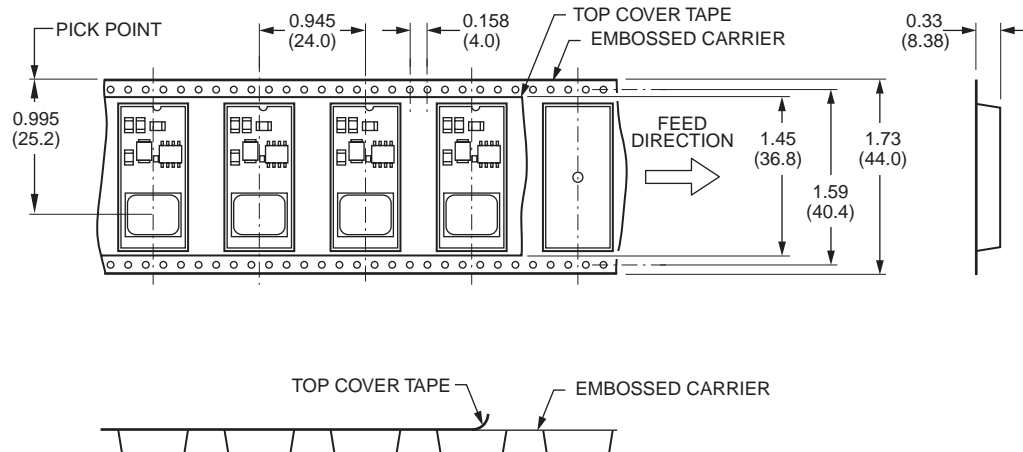 PICK POINT
0.945
(24.0)
0.158
(4.0)
TOP COVER TAPE
EMBOSSED CARRIER
0.33
(8.38)
0.995
(25.2)
FEED
DIRECTION
1.45
(36.8)
1.59
(40.4)
1.73
(44.0)
TOP COVER TAPE
EMBOSSED CARRIER